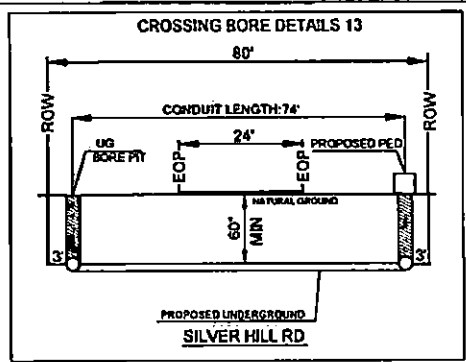 CROSSING BORE DETAILS 13
80'
ROW
ROW
CONDUIT LENGTH:74'
UG
BORE PIT
24'
EOP
EOP
PROPOSED PED
NATURAL GROUND
60"
MIN
3'
3'
PROPOSED UNDERGROUND
SILVER HILL RD